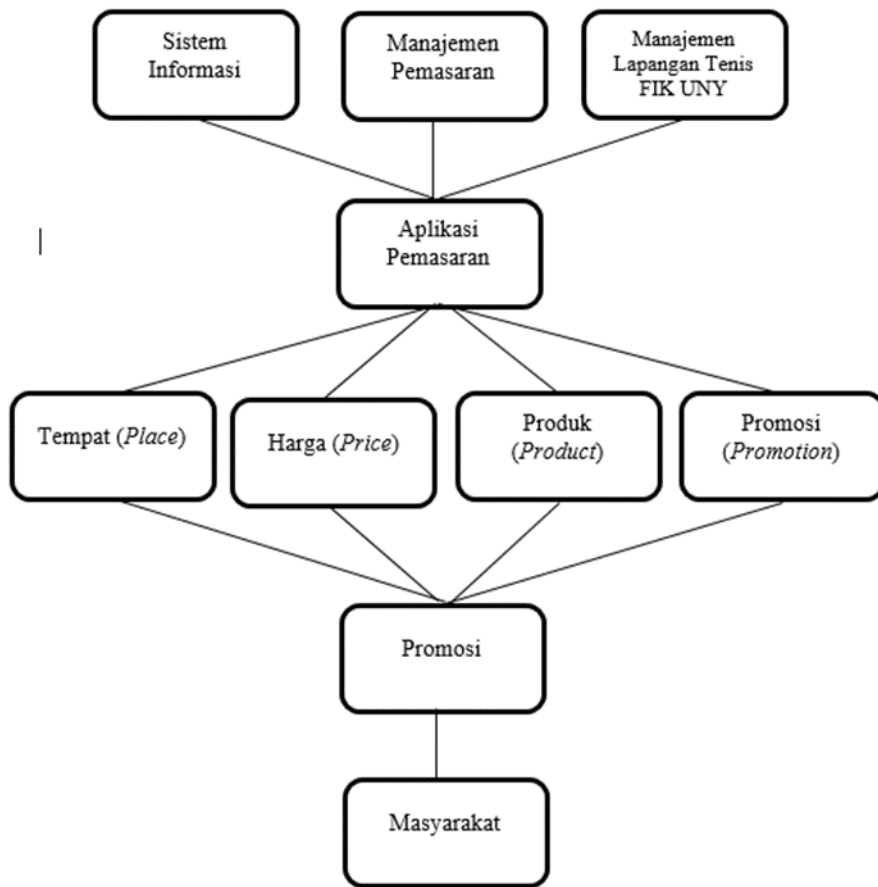 Sistem
Informasi
Manajemen
Pemasaran
Manajemen
Lapangan Tenis
FIK UNY
Aplikasi
Pemasaran
Tempat (Place)
Harga (Price)
Produk
(Product)
Promosi
(Promotion)
Promosi
Masyarakat